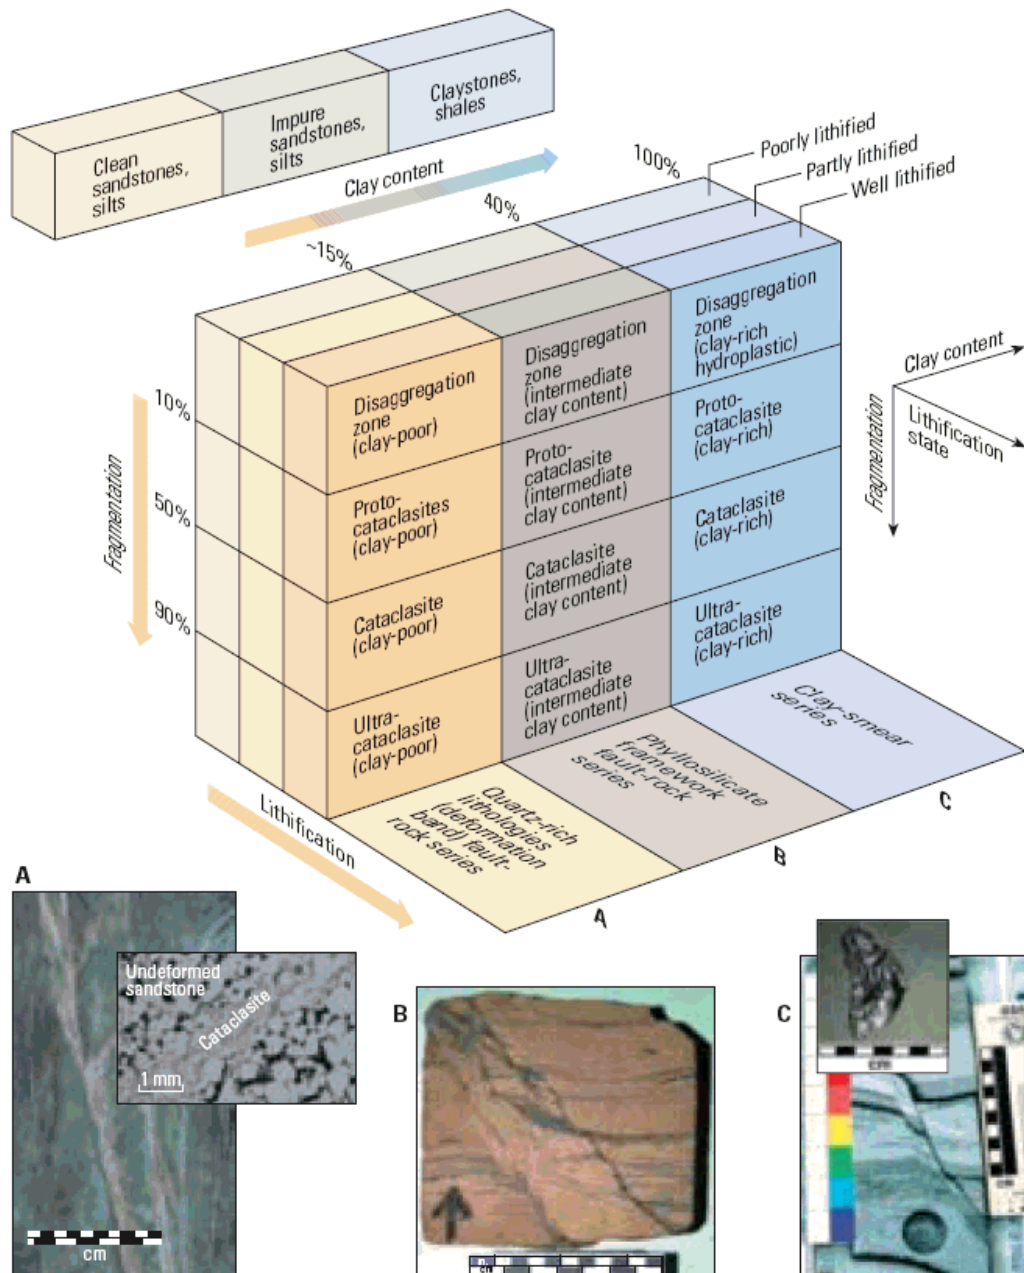 Clean
sandstones,
silts
Impure
sandstones,
silts
Claystones,
shales
Clay content
~15%
40%
100%
Poorly lithified
Partly lithified
Well lithified
Fragmentation
10%
50%
90%
Disaggregation
zone
(clay-poor)
Proto-
cataclasites
(clay-poor)
Cataclasite
(clay-poor)
Ultra-
cataclasite
(clay-poor)
Disaggregation
zone
(intermediate
clay content)
Proto-
cataclasite
(intermediate
clay content)
Cataclasite
(intermediate
clay content)
Ultra-
cataclasite
(intermediate
clay content)
Disaggregation
zone
(clay-rich
hydroplastic)
Proto-
cataclasite
(clay-rich)
Cataclasite
(clay-rich)
Ultra-
cataclasite
(clay-rich)
Clay content
Lithification
state
Fragmentation
Lithification
Quartz-rich
lithologies
(deformation
band) fault-
rock series
A
Phyllosilicate
framework
fault-rock
series
B
Clay-smear
series
C
A
Undeformed
sandstone
Cataclasite
1 mm
cm
B
cm
C
cm
cm